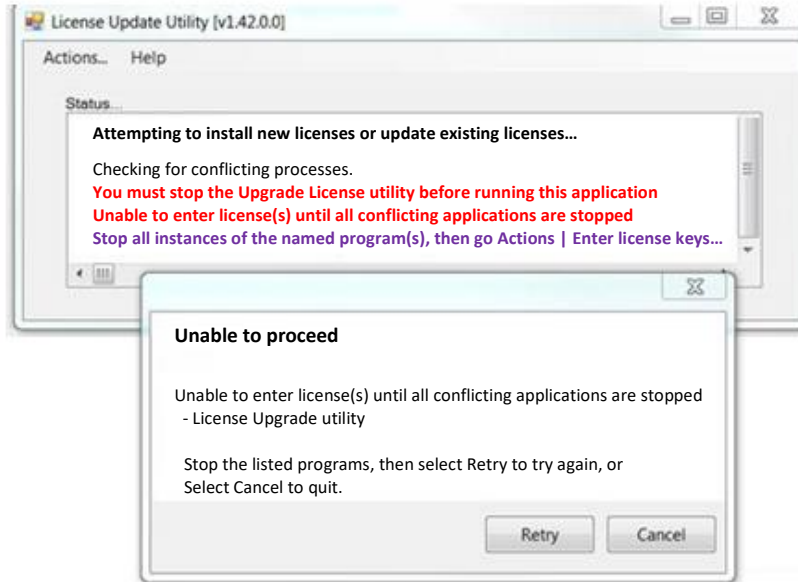 License Update Utility [v1.42.0.0]
Actions... Help
Status...
Attempting to install new licenses or update existing licenses...
Checking for conflicting processes.
You must stop the Upgrade License utility before running this application
Unable to enter license(s) until all conflicting applications are stopped
Stop all instances of the named program(s), then go Actions | Enter license keys...
Unable to proceed
Unable to enter license(s) until all conflicting applications are stopped
- License Upgrade utility
Stop the listed programs, then select Retry to try again, or
Select Cancel to quit.
Retry Cancel